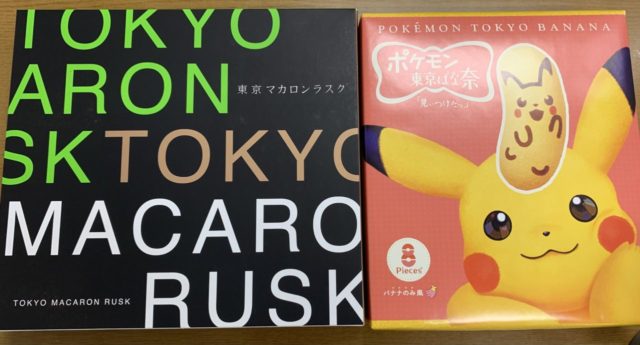 TOKYO
ARON
東京マカロンラスク
SK TOKYO
MACARO
RUSK
TOKYO MACARON RUSK
POKÉMON TOKYO BANANA
ポケモン
東京ばな奈
「見ぃつけたっ」
8
Pieces
バナナのみ風